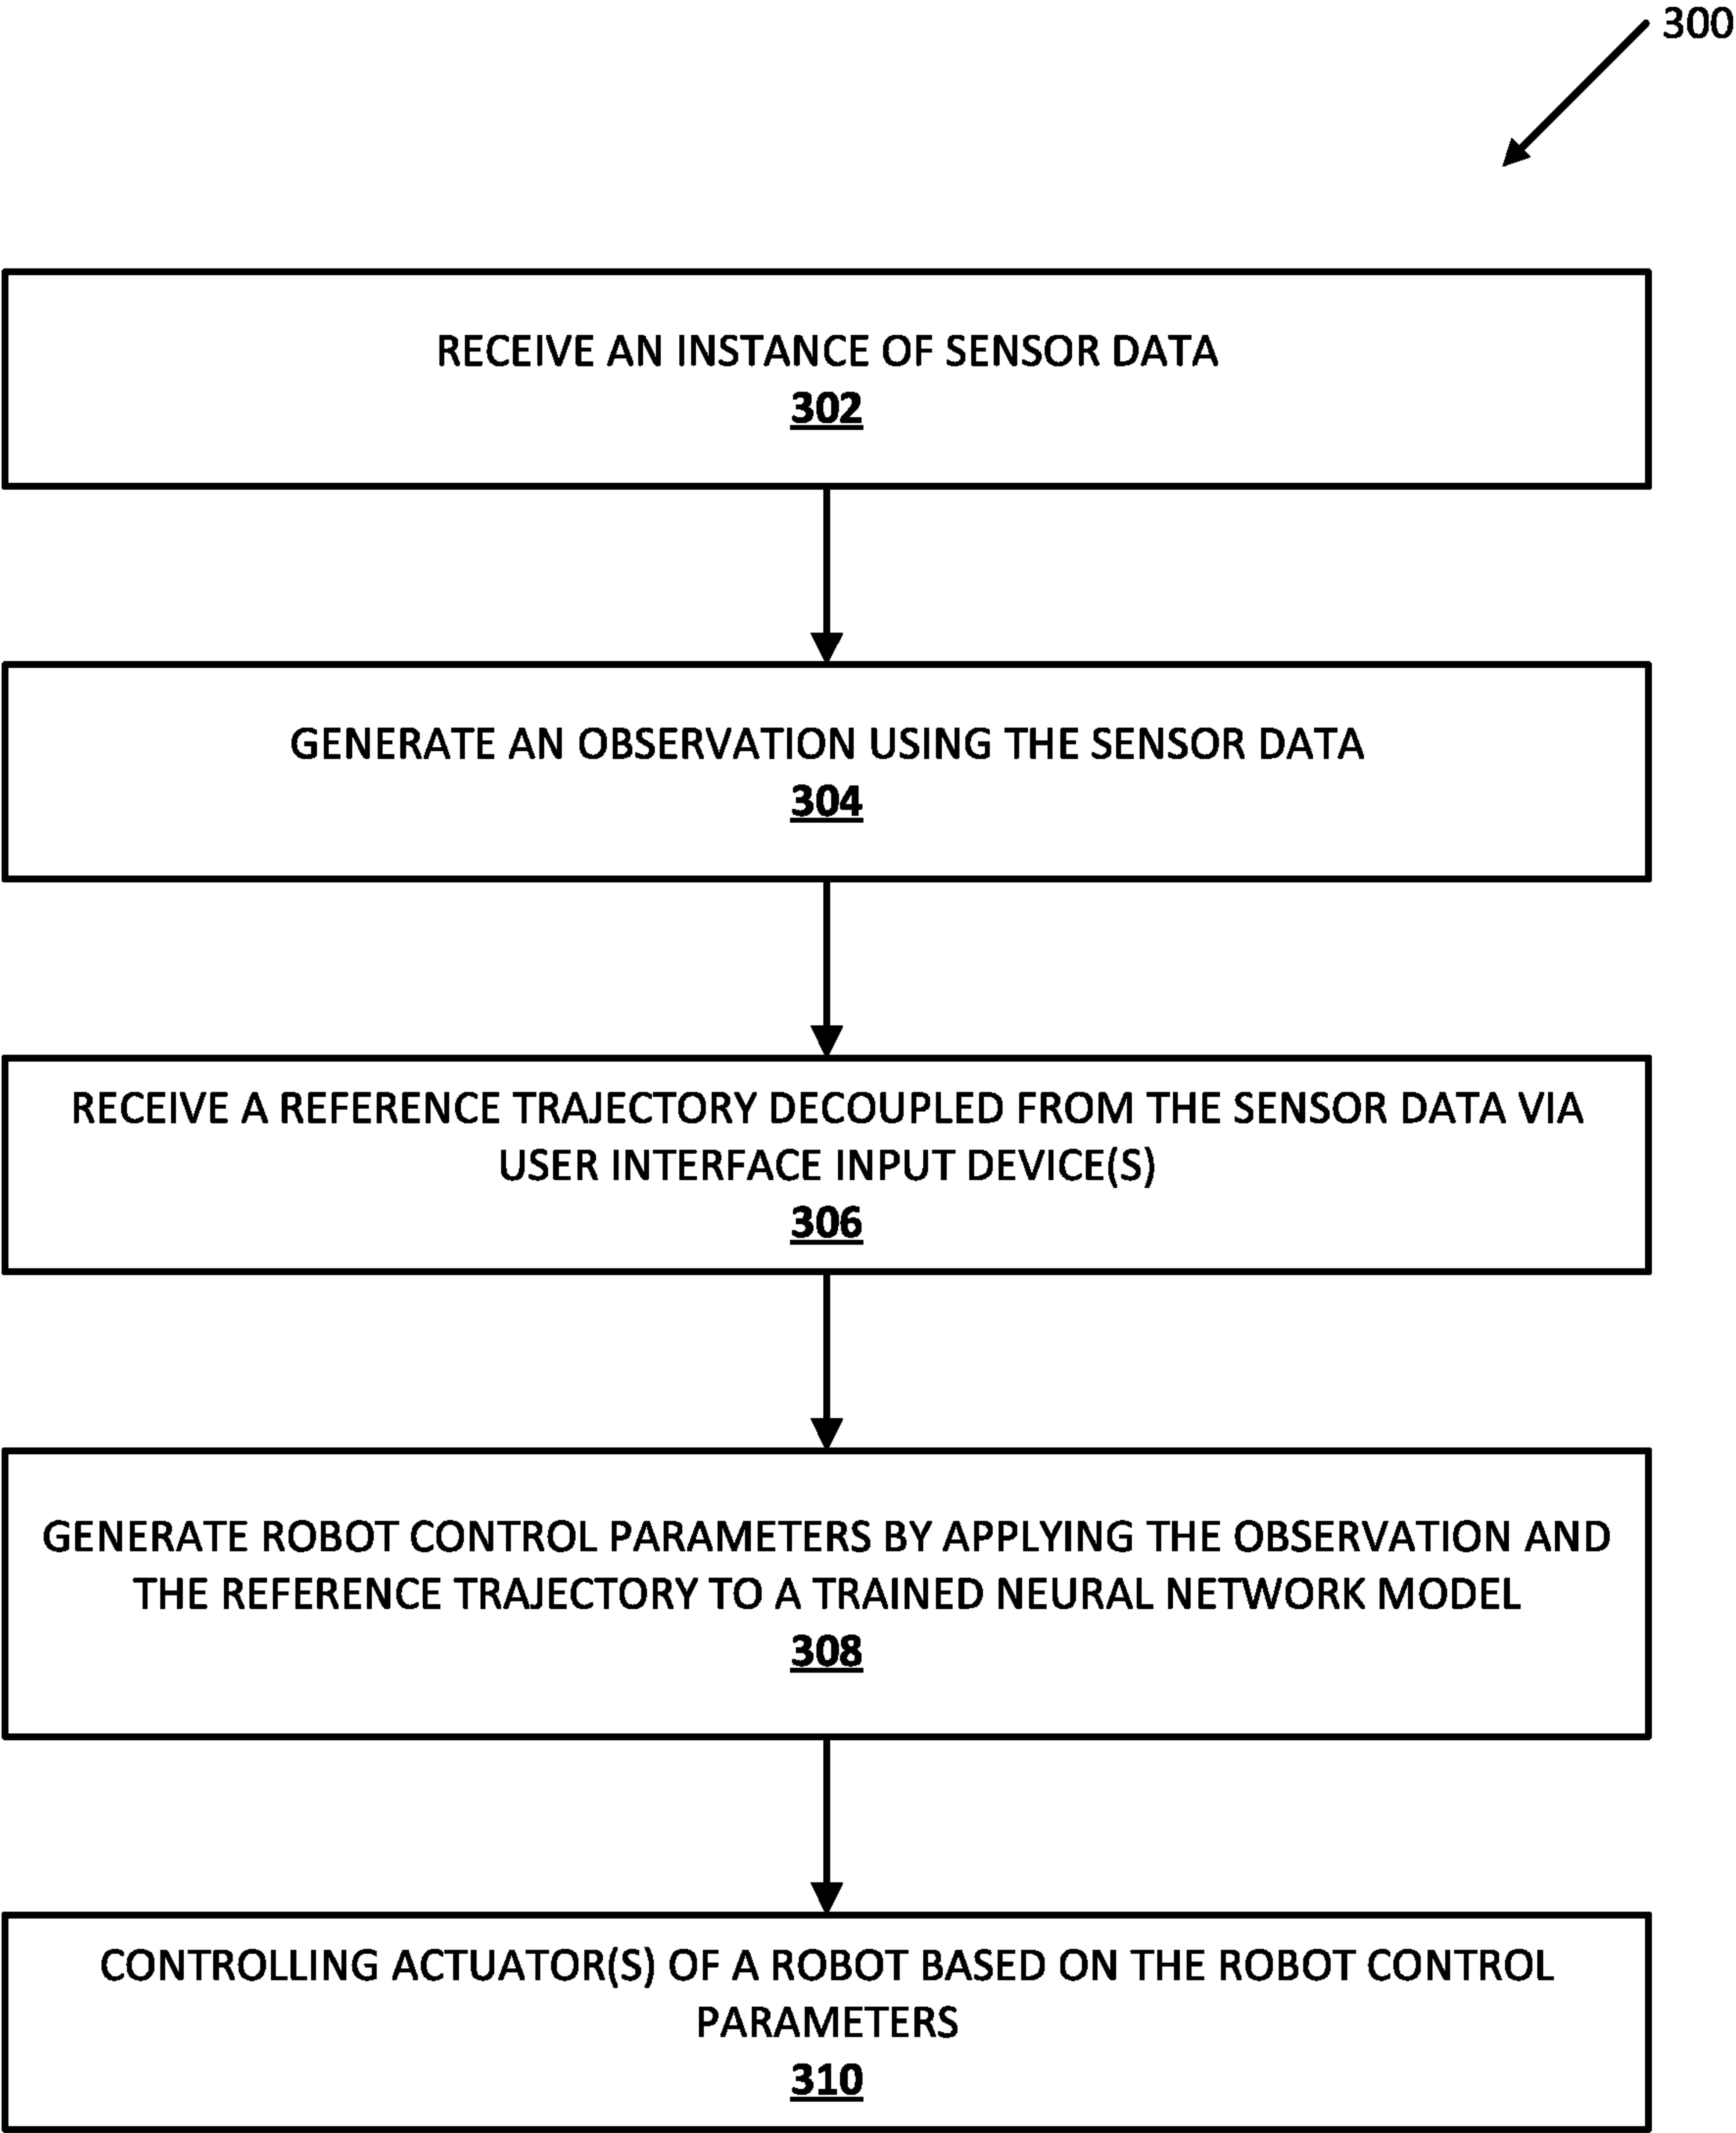 300
RECEIVE AN INSTANCE OF SENSOR DATA
302
GENERATE AN OBSERVATION USING THE SENSOR DATA
304
RECEIVE A REFERENCE TRAJECTORY DECOUPLED FROM THE SENSOR DATA VIA
USER INTERFACE INPUT DEVICE(S)
306
GENERATE ROBOT CONTROL PARAMETERS BY APPLYING THE OBSERVATION AND
THE REFERENCE TRAJECTORY TO A TRAINED NEURAL NETWORK MODEL
308
CONTROLLING ACTUATOR(S) OF A ROBOT BASED ON THE ROBOT CONTROL
PARAMETERS
310